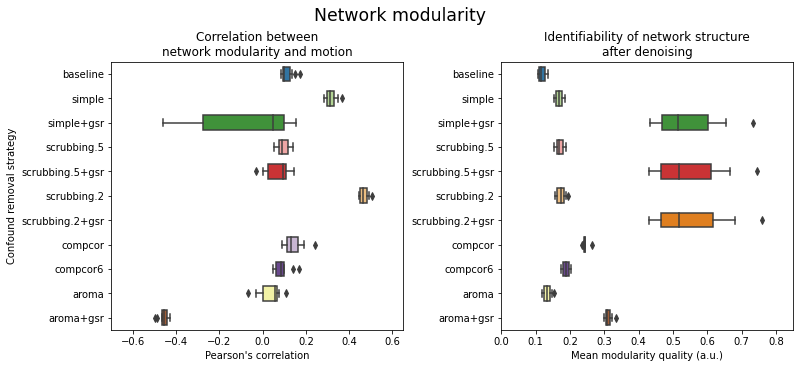 Network modularity
Correlation between
network modularity and motion
Confound removal strategy
baseline
simple
simple+gsr
scrubbing.5
scrubbing.5+gsr
scrubbing.2
scrubbing.2+gsr
compcor
compcor6
aroma
aroma+gsr
−0.6 −0.4 −0.2 0.0 0.2 0.4 0.6
Pearson's correlation
Identifiability of network structure
after denoising
baseline
simple
simple+gsr
scrubbing.5
scrubbing.5+gsr
scrubbing.2
scrubbing.2+gsr
compcor
compcor6
aroma
aroma+gsr
0.0 0.1 0.2 0.3 0.4 0.5 0.6 0.7 0.8
Mean modularity quality (a.u.)